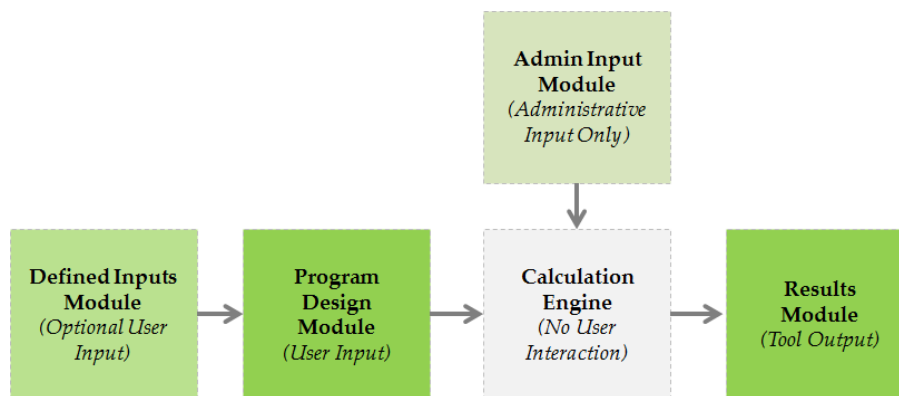 Admin Input
Module
(Administrative
Input Only)
Defined Inputs
Module
(Optional User
Input)
Program
Design
Module
(User Input)
Calculation
Engine
(No User
Interaction)
Results
Module
(Tool Output)